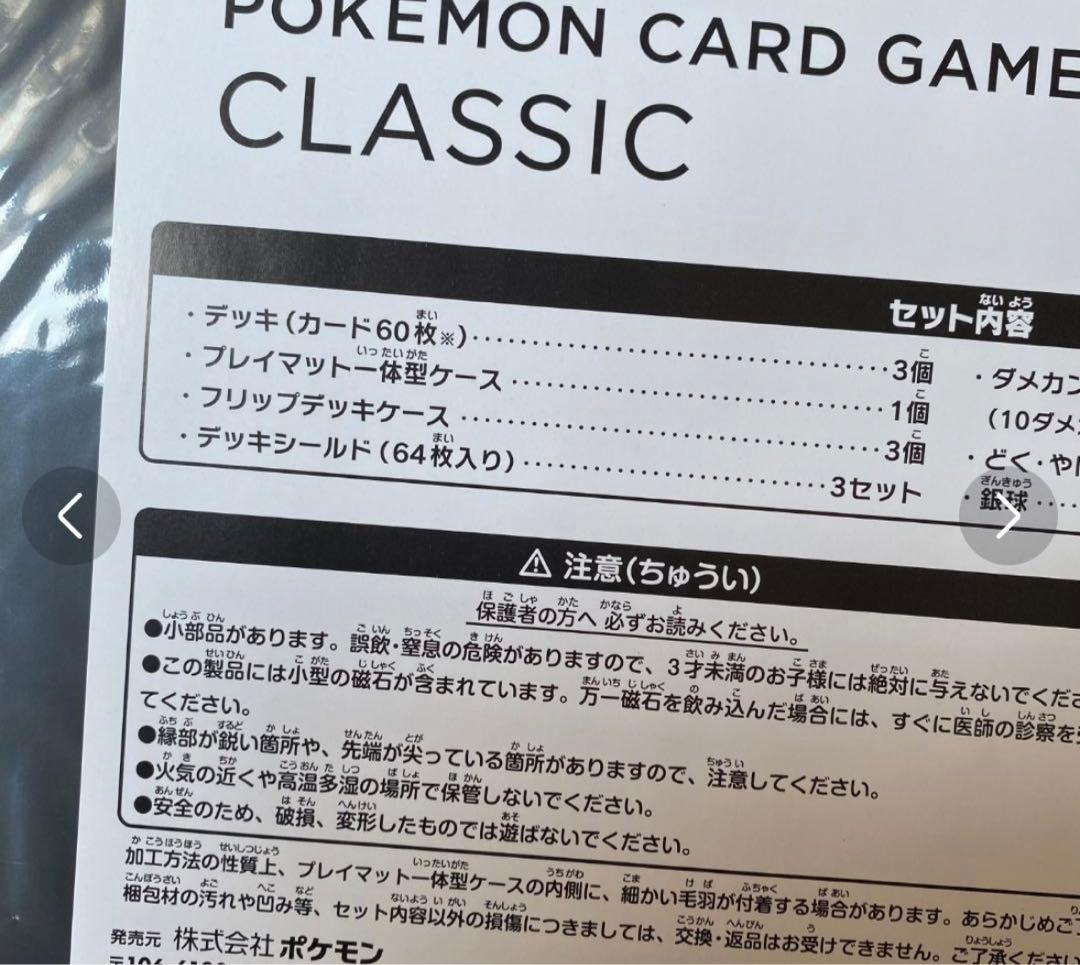 POKÉMON CARD GAME
CLASSIC
セット内容
・デッキ(カード60枚※)……3個
・プレイマット一体型ケース……1個
・フリップデッキケース……3個
・デッキシールド(64枚入り)……3セット
・ダメカン
(10ダメ
・どく・や
・銀球……
⚠ 注意(ちゅうい)
保護者の方へ 必ずお読みください。
●小部品があります。誤飲・窒息の危険がありますので、3才未満のお子様には絶対に与えないでくださ
●この製品には小型の磁石が含まれています。万一磁石を飲み込んだ場合には、すぐに医師の診察を
てください。
●縁部が鋭い箇所や、先端が尖っている箇所がありますので、注意してください。
●火気の近くや高温多湿の場所で保管しないでください。
●安全のため、破損、変形したものでは遊ばないでください。
加工方法の性質上、プレイマット一体型ケースの内側に、細かい毛羽が付着する場合があります。あらかじめご
梱包材の汚れや凹み等、セット内容以外の損傷につきましては、交換・返品はお受けできません。ご了承ください
発売元 株式会社ポケモン